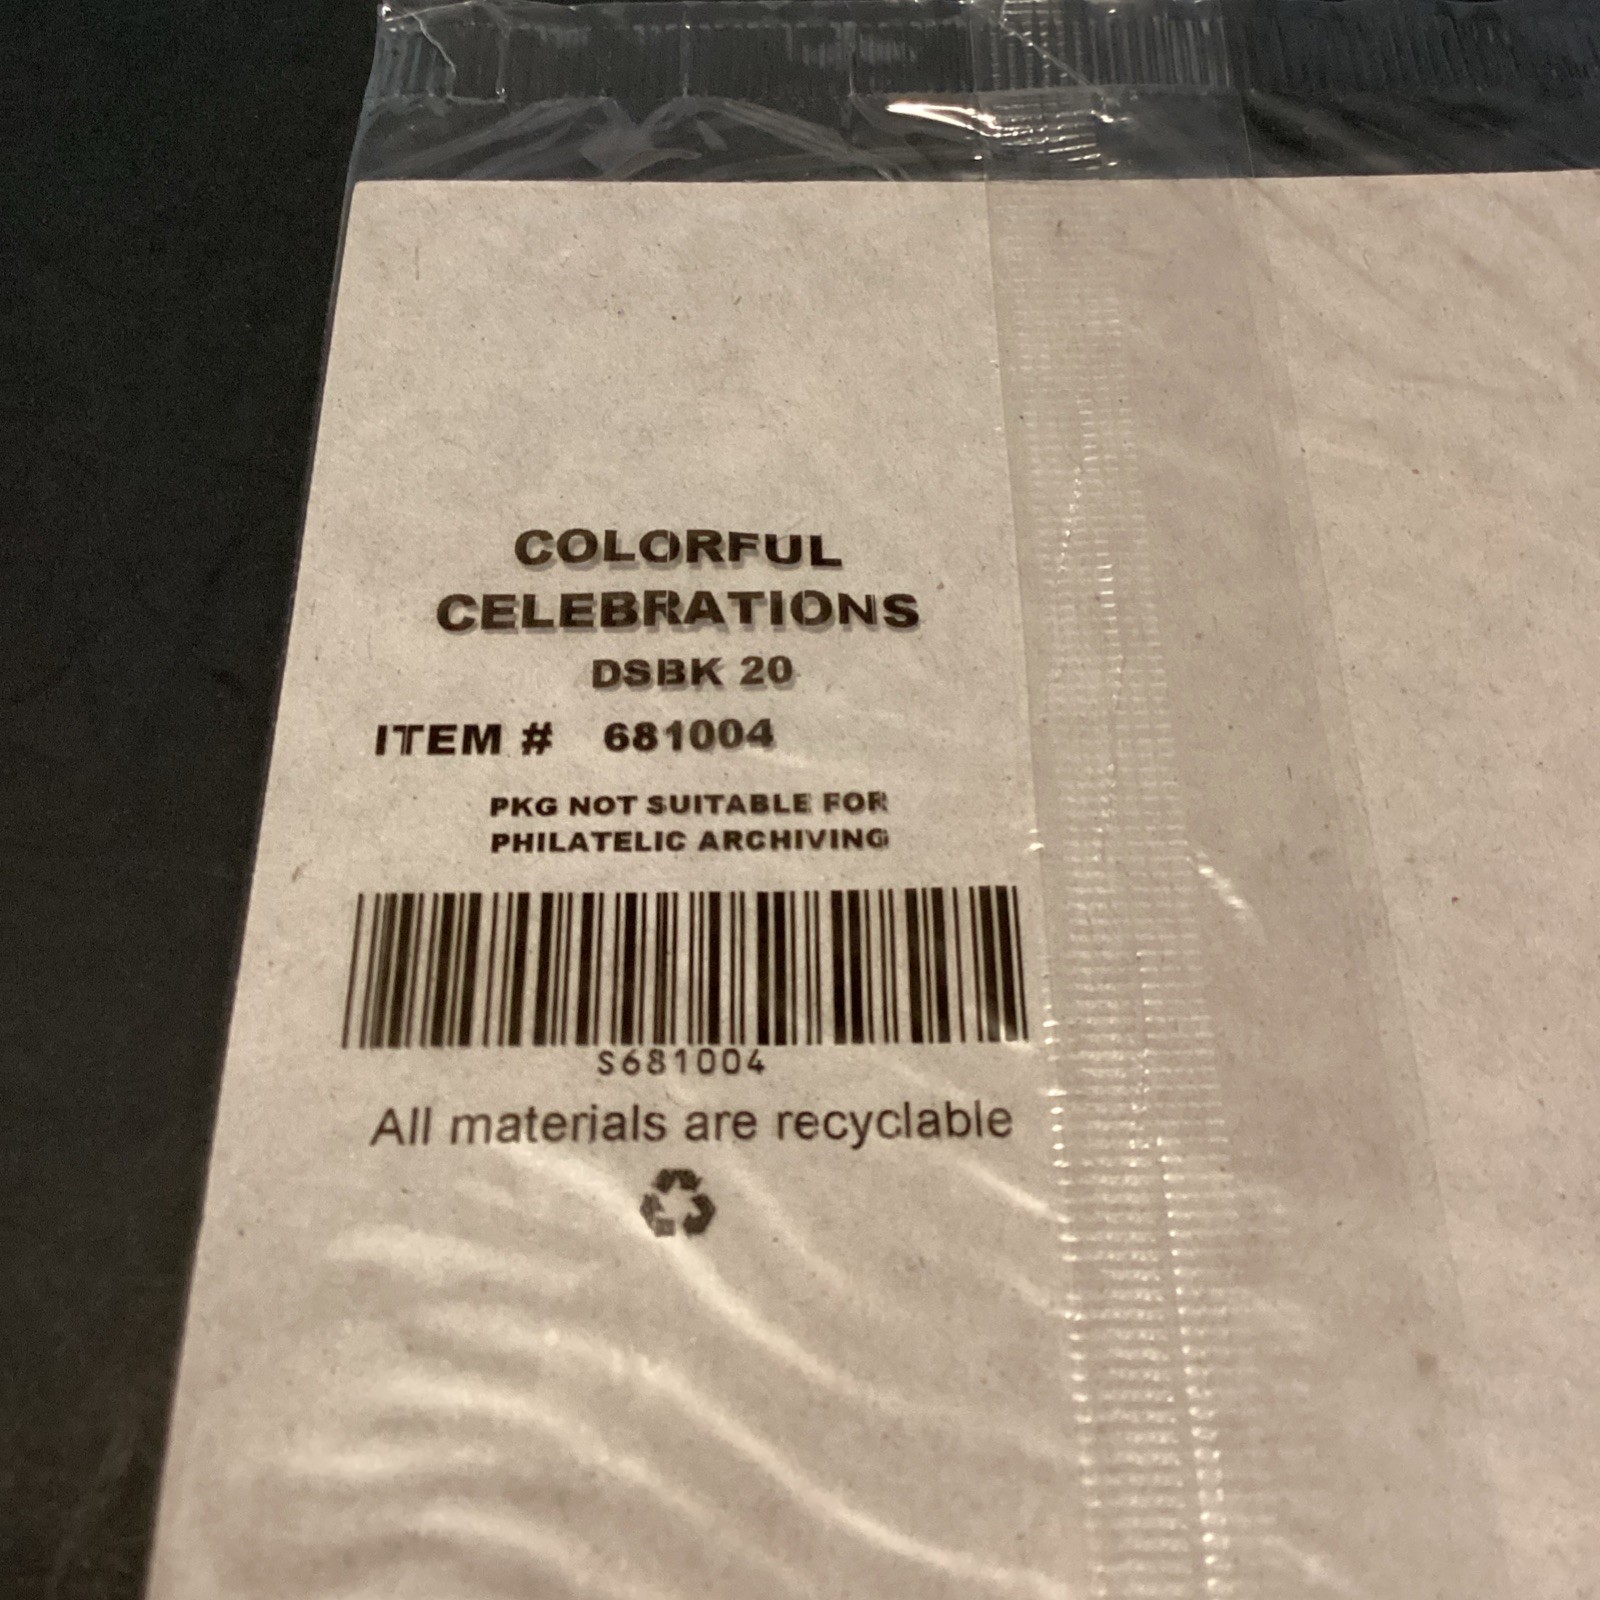 COLORFUL
CELEBRATIONS
DSBK 20
ITEM # 681004
PKG NOT SUITABLE FOR
PHILATELIC ARCHIVING
S681004
All materials are recyclable